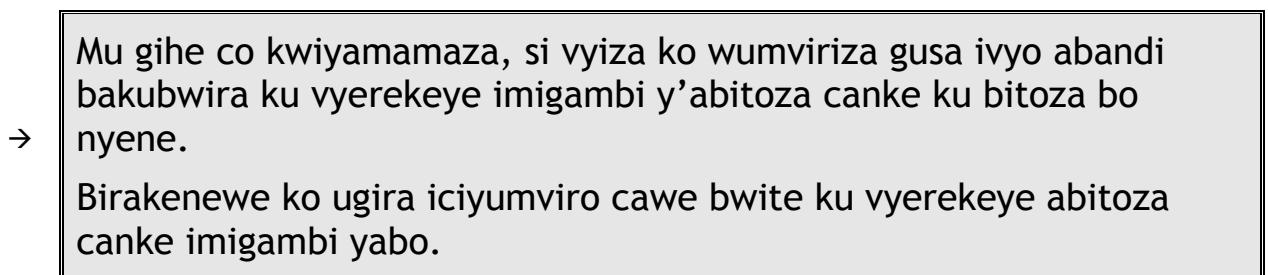 Mu gihe co kwiyamamaza, si vyiza ko wumviriza gusa ivyo abandi
bakubwira ku vyerekeye imigambi y’abitoza canke ku bitoza bo
→ nyene.
Birakenewe ko ugira iciyumviro cawe bwite ku vyerekeye abitoza
canke imigambi yabo.